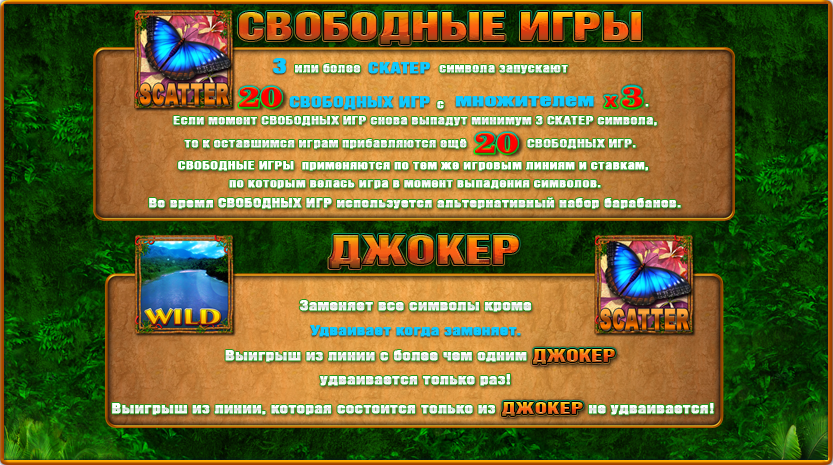 СВОБОДНЫЕ ИГРЫ
SCATTER
3 или более СКАТЕР символа запускают
20 СВОБОДНЫХ ИГР с множителем x3.
Если момент СВОБОДНЫХ ИГР снова выпадут минимум 3 СКАТЕР символа,
то к оставшимся играм прибавляются ещё 20 СВОБОДНЫХ ИГР.
СВОБОДНЫЕ ИГРЫ применяются по тем же игровым линиям и ставкам,
по которым велась игра в момент выпадения символов.
Во время СВОБОДНЫХ ИГР используется альтернативный набор барабанов.
ДЖОКЕР
WILD
SCATTER
Заменяет все символы кроме
Удваивает когда заменяет.
Выигрыш из линии с более чем одним ДЖОКЕР
удваивается только раз!
Выигрыш из линии, которая состоится только из ДЖОКЕР не удваивается!